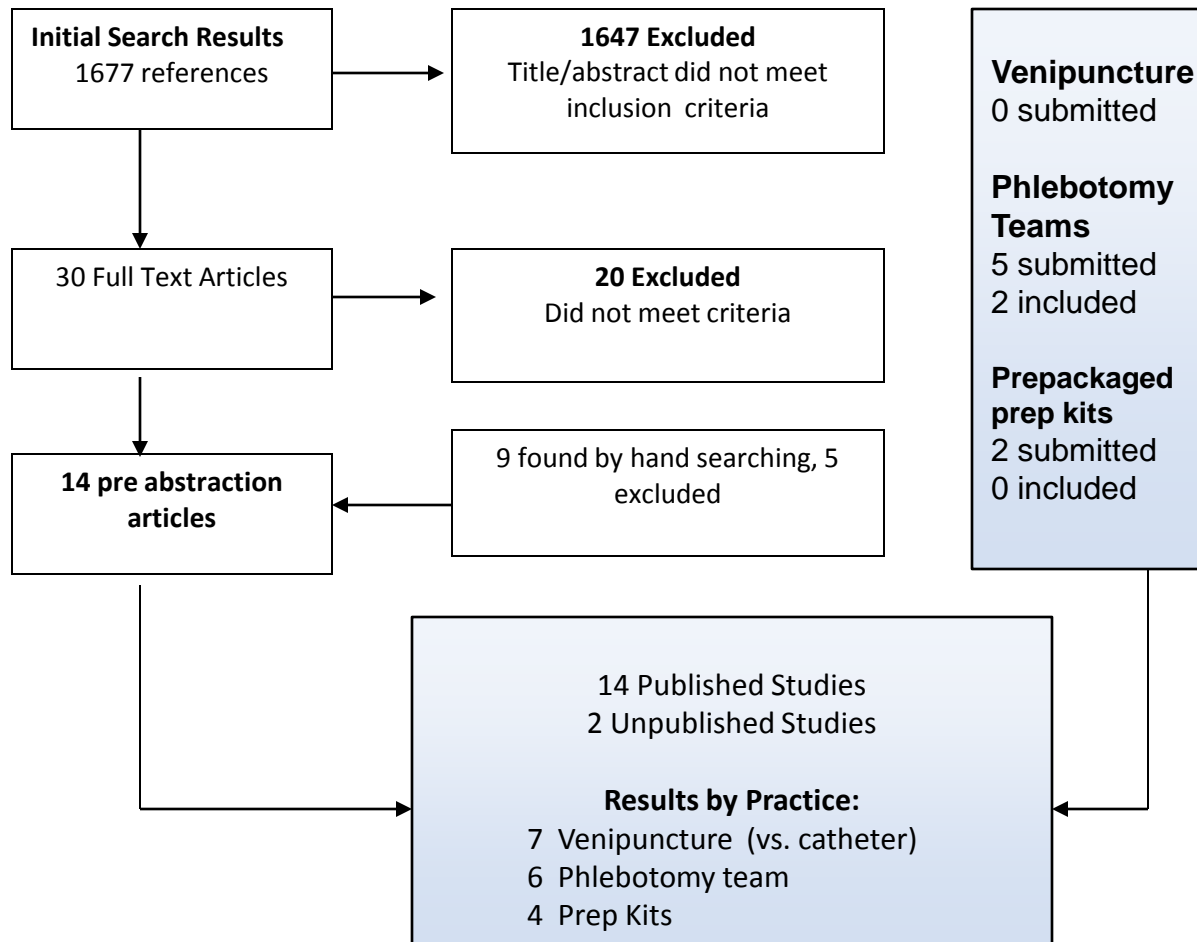 Initial Search Results
1677 references
1647 Excluded
Title/abstract did not meet
inclusion criteria
30 Full Text Articles
20 Excluded
Did not meet criteria
14 pre abstraction
articles
9 found by hand searching, 5
excluded
Venipuncture
0 submitted
Phlebotomy
Teams
5 submitted
2 included
Prepackaged
prep kits
2 submitted
0 included
14 Published Studies
2 Unpublished Studies
Results by Practice:
7 Venipuncture (vs. catheter)
6 Phlebotomy team
4 Prep Kits